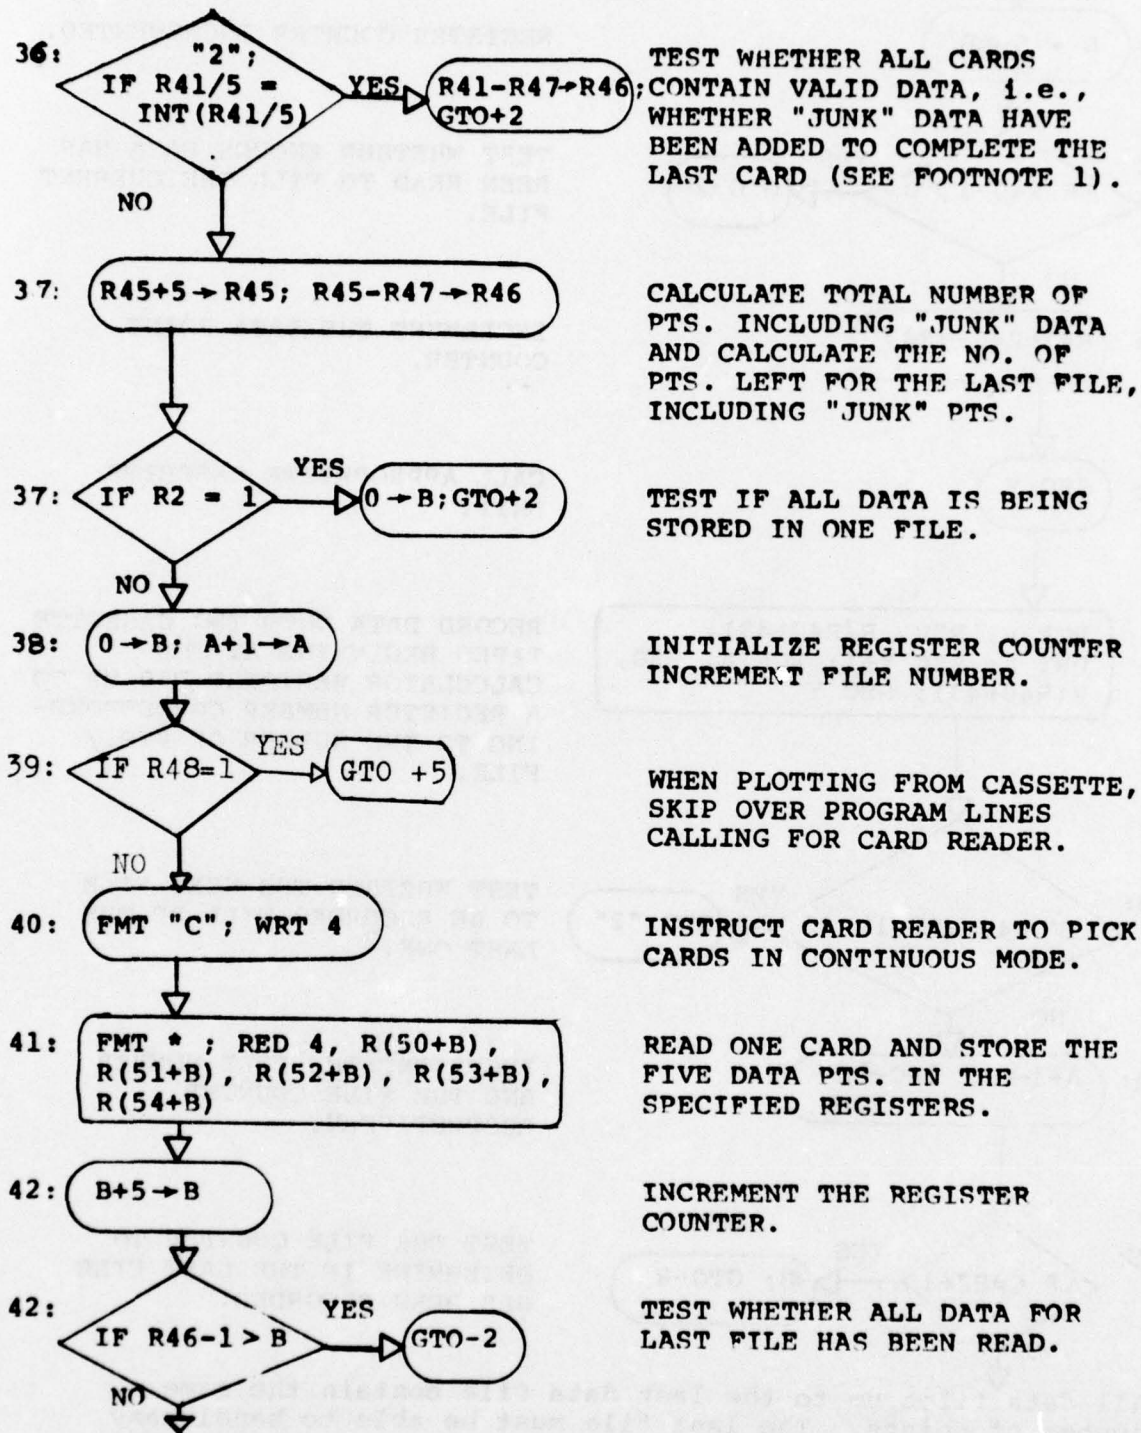 36:
"2";
IF R41/5 =
INT(R41/5)
YES
R41-R47→R46;
GTO+2
NO
TEST WHETHER ALL CARDS
CONTAIN VALID DATA, i.e.,
WHETHER "JUNK" DATA HAVE
BEEN ADDED TO COMPLETE THE
LAST CARD (SEE FOOTNOTE 1).
37:
R45+5→R45; R45-R47→R46
CALCULATE TOTAL NUMBER OF
PTS. INCLUDING "JUNK" DATA
AND CALCULATE THE NO. OF
PTS. LEFT FOR THE LAST FILE,
INCLUDING "JUNK" PTS.
37:
IF R2 = 1
YES
0→B;GTO+2
NO
TEST IF ALL DATA IS BEING
STORED IN ONE FILE.
38:
0→B; A+1→A
INITIALIZE REGISTER COUNTER
INCREMENT FILE NUMBER.
39:
IF R48=1
YES
GTO +5
NO
WHEN PLOTTING FROM CASSETTE,
SKIP OVER PROGRAM LINES
CALLING FOR CARD READER.
40:
FMT "C"; WRT 4
INSTRUCT CARD READER TO PICK
CARDS IN CONTINUOUS MODE.
41:
FMT * ; RED 4, R(50+B),
R(51+B), R(52+B), R(53+B),
R(54+B)
READ ONE CARD AND STORE THE
FIVE DATA PTS. IN THE
SPECIFIED REGISTERS.
42:
B+5→B
INCREMENT THE REGISTER
COUNTER.
42:
IF R46-1 > B
YES
GTO-2
NO
TEST WHETHER ALL DATA FOR
LAST FILE HAS BEEN READ.